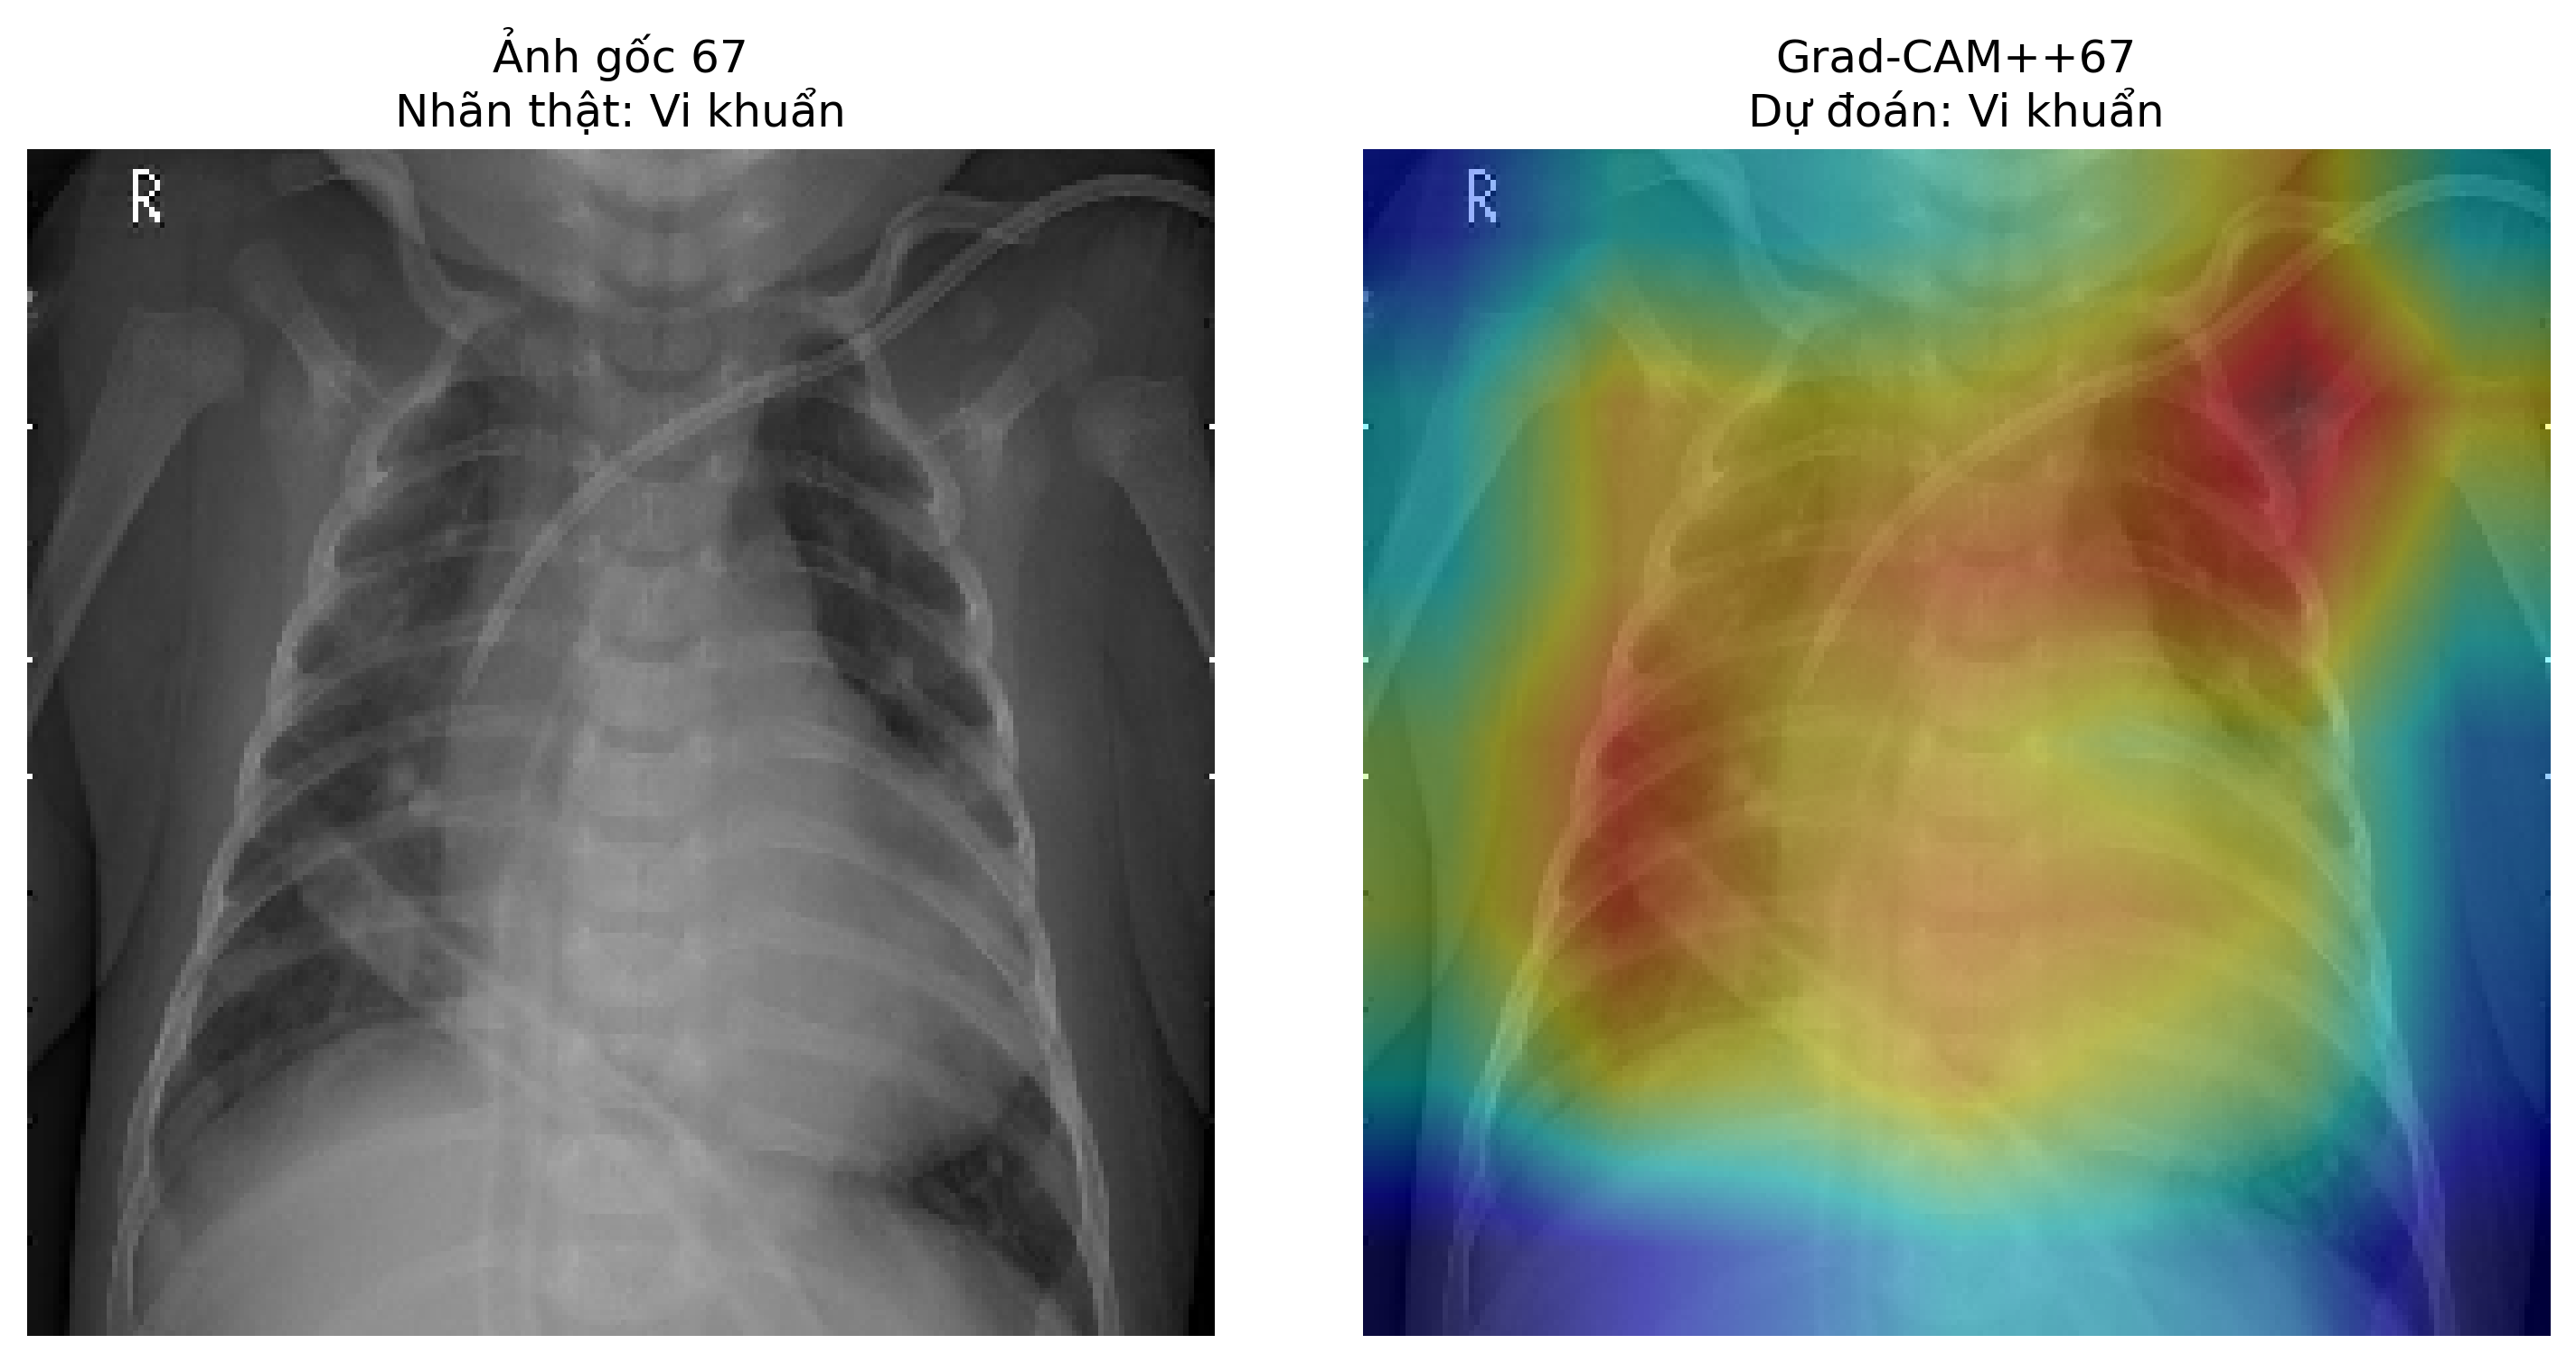 Ảnh gốc 67
Nhãn thật: Vi khuẩn
R
Grad-CAM++67
Dự đoán: Vi khuẩn
R